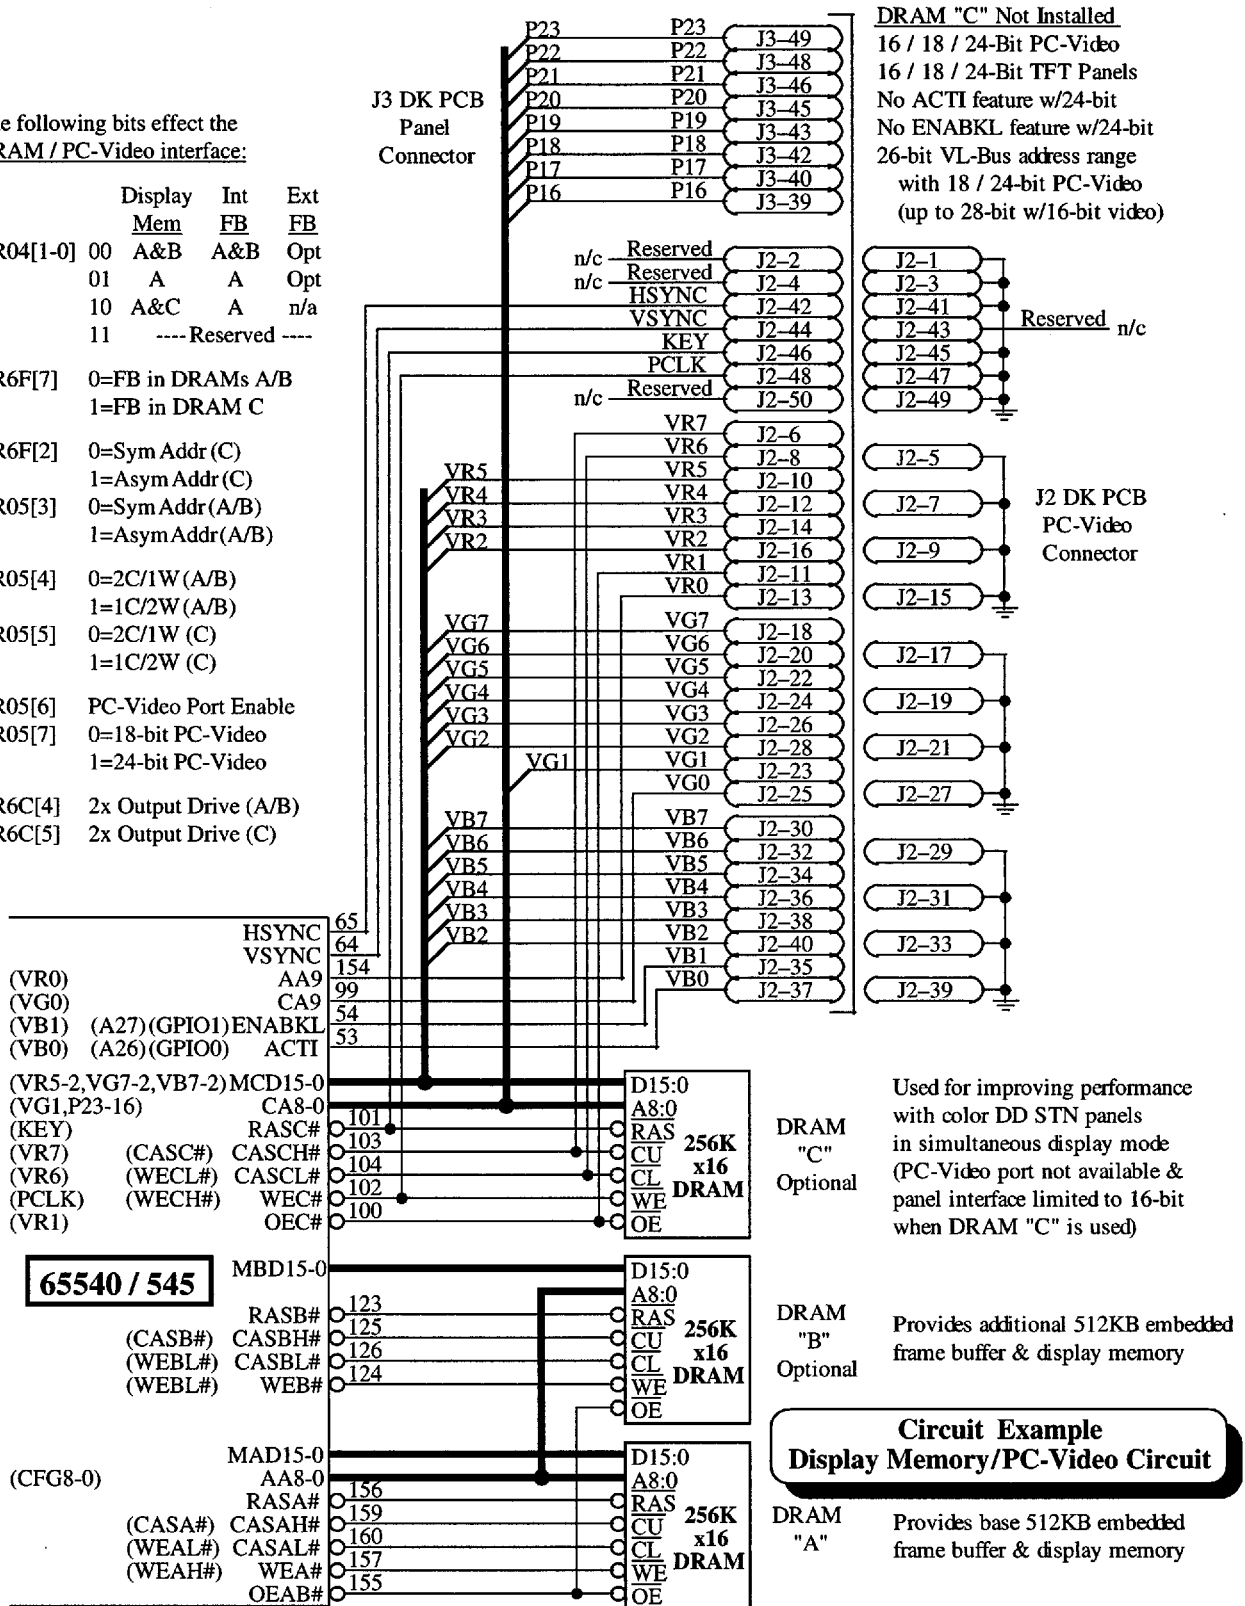 P23 P23 J3-49
P22 P22 J3-48
P21 P21 J3-46
P20 P20 J3-45
P19 P19 J3-43
P18 P18 J3-42
P17 P17 J3-40
P16 P16 J3-39
J3 DK PCB
Panel
Connector
DRAM "C" Not Installed
16 / 18 / 24-Bit PC-Video
16 / 18 / 24-Bit TFT Panels
No ACTI feature w/24-bit
No ENABKL feature w/24-bit
26-bit VL-Bus address range
with 18 / 24-bit PC-Video
(up to 28-bit w/16-bit video)
e following bits effect the
RAM / PC-Video interface:
Display Int Ext
Mem FB FB
R04[1-0] 00 A&B A&B Opt
01 A A Opt
10 A&C A n/a
11 ---- Reserved ----
R6F[7] 0=FB in DRAMs A/B
1=FB in DRAM C
R6F[2] 0=Sym Addr (C)
1=Asym Addr (C)
R05[3] 0=Sym Addr (A/B)
1=Asym Addr (A/B)
R05[4] 0=2C/1W (A/B)
1=1C/2W (A/B)
R05[5] 0=2C/1W (C)
1=1C/2W (C)
R05[6] PC-Video Port Enable
R05[7] 0=18-bit PC-Video
1=24-bit PC-Video
R6C[4] 2x Output Drive (A/B)
R6C[5] 2x Output Drive (C)
n/c Reserved J2-2 J2-1
n/c Reserved J2-4 J2-3
HSYNC J2-42 J2-41
VSYNC J2-44 J2-43 Reserved n/c
KEY J2-46 J2-45
PCLK J2-48 J2-47
n/c Reserved J2-50 J2-49
VR7 J2-6
VR6 J2-8 J2-5
VR5 VR5 J2-10
VR4 VR4 J2-12 J2-7
VR3 VR3 J2-14
VR2 VR2 J2-16 J2-9
VR1 J2-11
VR0 J2-13 J2-15
J2 DK PCB
PC-Video
Connector
VG7 VG7 J2-18
VG6 VG6 J2-20 J2-17
VG5 VG5 J2-22
VG4 VG4 J2-24 J2-19
VG3 VG3 J2-26
VG2 VG2 J2-28 J2-21
VG1 VG1 J2-23
VG0 J2-25 J2-27
VB7 VB7 J2-30
VB6 VB6 J2-32 J2-29
VB5 VB5 J2-34
VB4 VB4 J2-36 J2-31
VB3 VB3 J2-38
VB2 VB2 J2-40 J2-33
VB1 J2-35
VB0 J2-37 J2-39
HSYNC 65
VSYNC 64
(VR0) AA9 154
(VG0) CA9 99
(VB1) (A27)(GPIO1) ENABKL 54
(VB0) (A26)(GPIO0) ACTI 53
(VR5-2,VG7-2,VB7-2) MCD15-0 D15:0
(VG1,P23-16) CA8-0 A8:0
(KEY) RASC# 101 RAS
(VR7) (CASC#) CASCH# 103 CU
(VR6) (WECL#) CASCL# 104 CL
(PCLK) (WECH#) WEC# 102 WE
(VR1) OEC# 100 OE
256K
x16
DRAM
DRAM
"C"
Optional
Used for improving performance
with color DD STN panels
in simultaneous display mode
(PC-Video port not available &
panel interface limited to 16-bit
when DRAM "C" is used)
65540 / 545
MBD15-0 D15:0
A8:0
RASB# 123 RAS
(CASB#) CASBH# 125 CU
(WEBL#) CASBL# 126 CL
(WEBL#) WEB# 124 WE
OE
256K
x16
DRAM
DRAM
"B"
Optional
Provides additional 512KB embedded
frame buffer & display memory
Circuit Example
Display Memory/PC-Video Circuit
MAD15-0 D15:0
(CFG8-0) AA8-0 A8:0
RASA# 156 RAS
(CASA#) CASAH# 159 CU
(WEAL#) CASAL# 160 CL
(WEAH#) WEA# 157 WE
OEAB# 155 OE
256K
x16
DRAM
DRAM
"A"
Provides base 512KB embedded
frame buffer & display memory